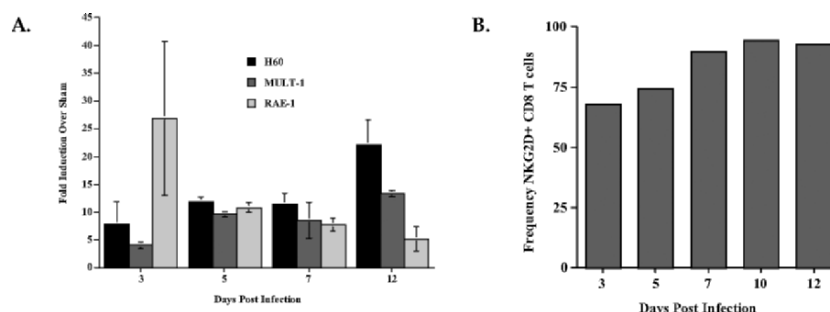 A.
Fold Induction Over Sham
45
40
35
30
25
20
15
10
5
0
H60
MULT-1
RAE-1
3 5 7 12
Days Post Infection
B.
Frequency NKG2D+ CD8 T cells
100
75
50
25
0
3 5 7 10 12
Days Post Infection